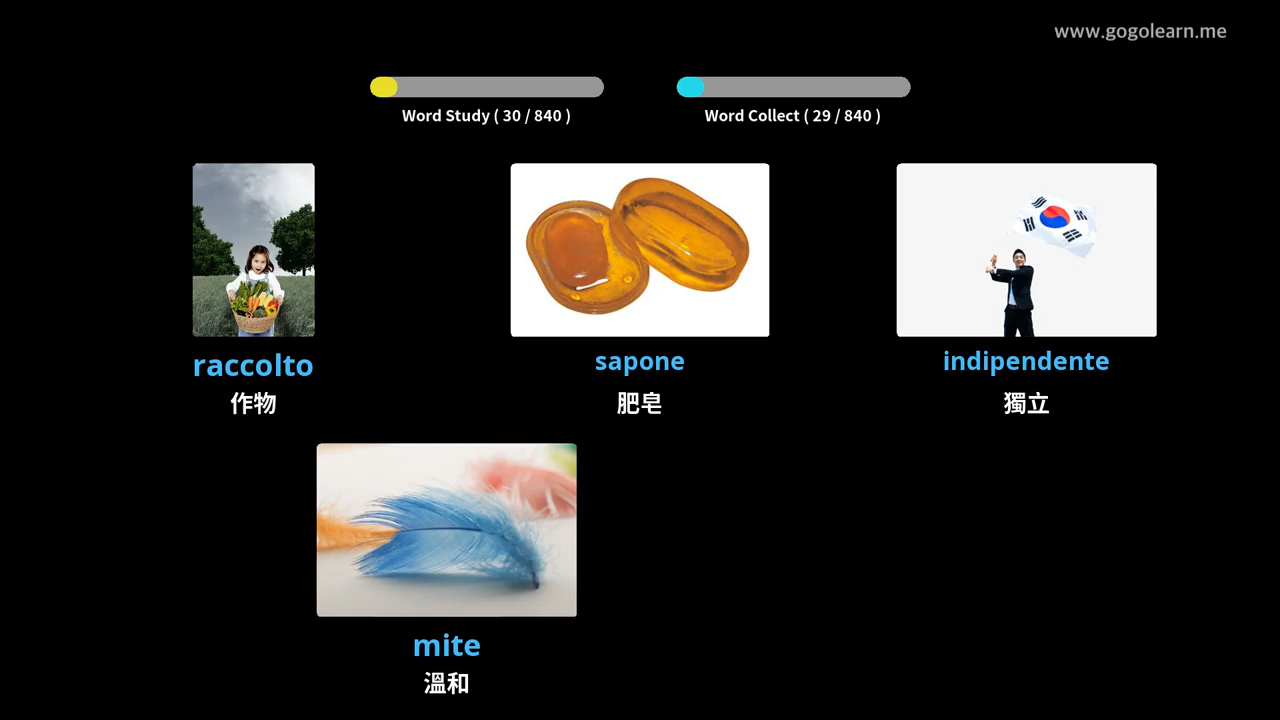 www.gogolearn.me
Word Study ( 30 / 840 )
Word Collect ( 29 / 840 )
raccolto
作物
sapone
肥皂
indipendente
獨立
mite
溫和